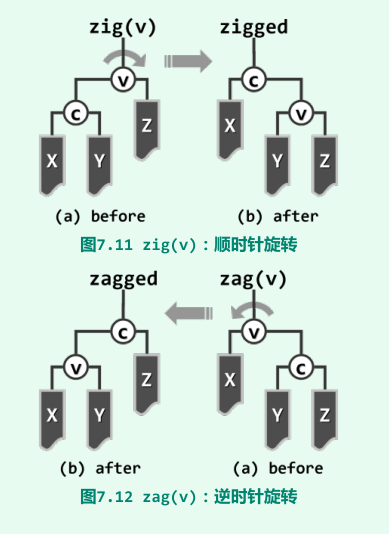 zig(v) zigged
v c
c Z X v
X Y Y Z
(a) before (b) after
图7.11 zig(v)：顺时针旋转
zagged zag(v)
c v
v Z X c
X Y Y Z
(b) after (a) before
图7.12 zag(v)：逆时针旋转